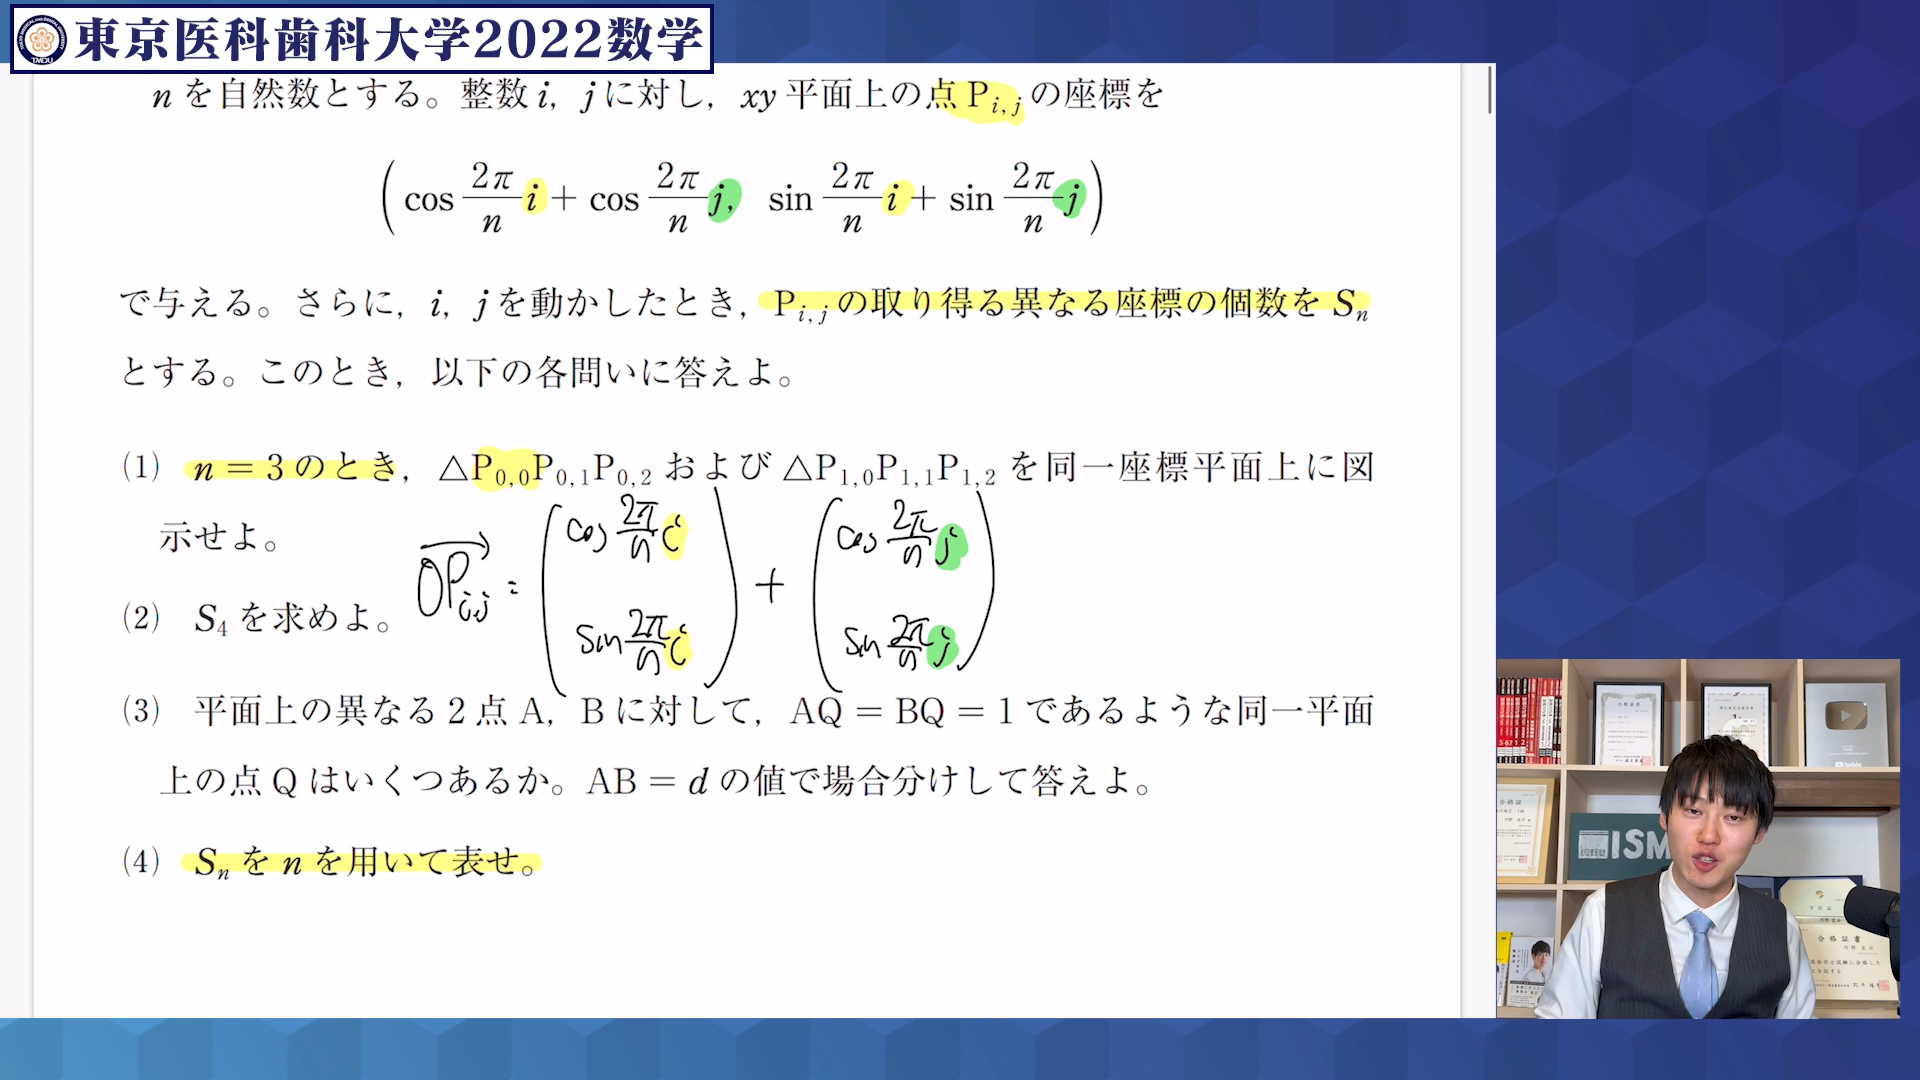 東京医科歯科大学2022数学
n を自然数とする。整数 i, j に対し, xy 平面上の点 P_{i,j} の座標を
( cos 2π/n i + cos 2π/n j, sin 2π/n i + sin 2π/n j )
で与える。さらに, i, j を動かしたとき, P_{i,j} の取り得る異なる座標の個数を S_n
とする。このとき, 以下の各問いに答えよ。
(1) n = 3 のとき, △P_{0,0}P_{0,1}P_{0,2} および △P_{1,0}P_{1,1}P_{1,2} を同一座標平面上に図
示せよ。
OP_{i,j} = ( cos 2π/n i sin 2π/n i ) + ( cos 2π/n j sin 2π/n j )
(2) S_4 を求めよ。
(3) 平面上の異なる 2 点 A, B に対して, AQ = BQ = 1 であるような同一平面
上の点 Q はいくつあるか。AB = d の値で場合分けして答えよ。
(4) S_n を n を用いて表せ。
ISM
合格証書